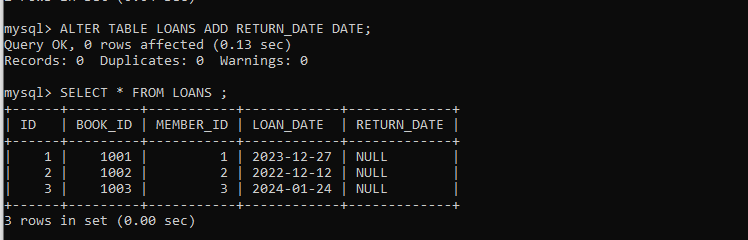 mysql> ALTER TABLE LOANS ADD RETURN_DATE DATE;
Query OK, 0 rows affected (0.13 sec)
Records: 0  Duplicates: 0  Warnings: 0

mysql> SELECT * FROM LOANS ;
+------+---------+-----------+------------+-------------+
| ID   | BOOK_ID | MEMBER_ID | LOAN_DATE  | RETURN_DATE |
+------+---------+-----------+------------+-------------+
|    1 |    1001 |         1 | 2023-12-27 | NULL        |
|    2 |    1002 |         2 | 2022-12-12 | NULL        |
|    3 |    1003 |         3 | 2024-01-24 | NULL        |
+------+---------+-----------+------------+-------------+
3 rows in set (0.00 sec)